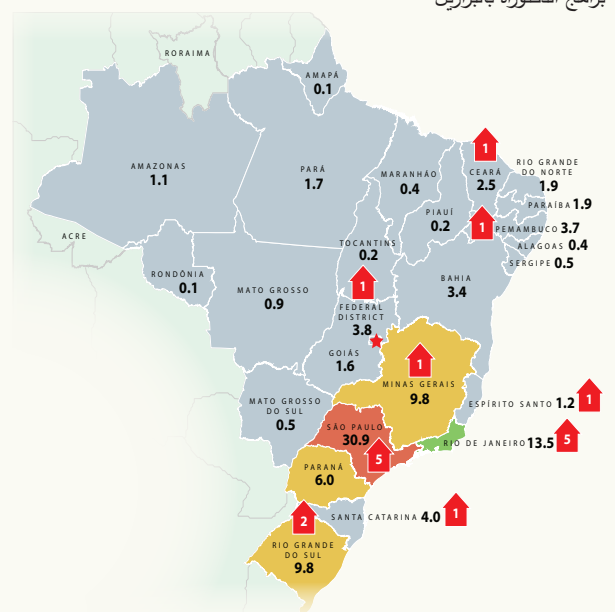 برامج الدكتوراه بالبرازيل
RORAIMA
AMAPÁ
0.1
AMAZONAS
1.1
PARÁ
1.7
MARANHÃO
0.4
1
CEARÁ
2.5
RIO GRANDE
DO NORTE
1.9
PARAÍBA 1.9
PIAUÍ
0.2
1
PEMAMBUCO 3.7
ALAGOAS 0.4
SERGIPE 0.5
ACRE
TOCANTINS
0.2
RONDÔNIA
0.1
MATO GROSSO
0.9
1
BAHIA
3.4
FEDERAL
DISTRICT
3.8
GOIÁS
1.6
1
MINAS GERAIS
9.8
MATO GROSSO
DO SUL
0.5
ESPÍRITO SANTO 1.2 1
SÃO PAULO
30.9
5
RIO DE JANEIRO 13.5 5
PARANÁ
6.0
2
SANTA CATARINA 4.0 1
RIO GRANDE
DO SUL
9.8